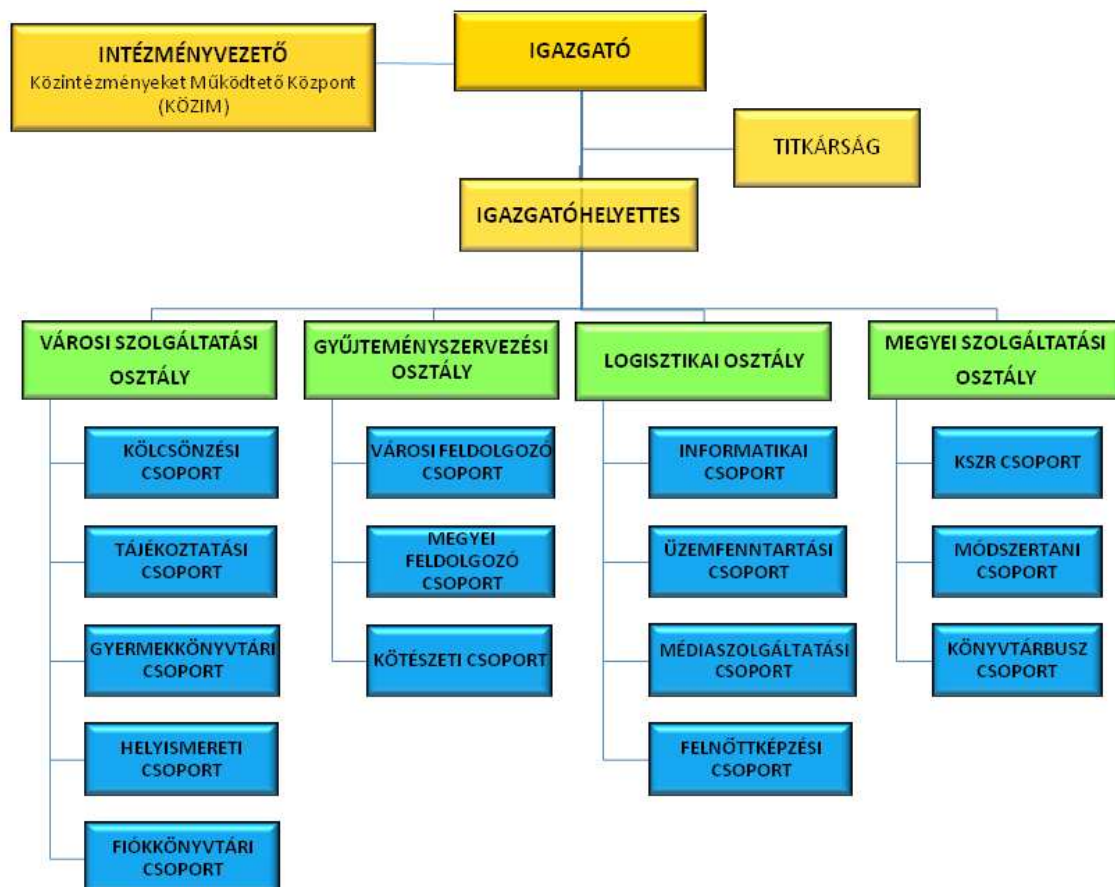 INTÉZMÉNYVEZETŐ
Közintézményeket Működtető Központ
(KÖZIM)
IGAZGATÓ
TITKÁRSÁG
IGAZGATÓHELYETTES
VÁROSI SZOLGÁLTATÁSI
OSZTÁLY
KÖLCSÖNZÉSI
CSOPORT
TÁJÉKOZTATÁSI
CSOPORT
GYERMEKKÖNYVTÁRI
CSOPORT
HELYISMERETI
CSOPORT
FIÓKKÖNYVTÁRI
CSOPORT
GYŰJTEMÉNYSZERVEZÉSI
OSZTÁLY
VÁROSI FELDOLGOZÓ
CSOPORT
MEGYEI
FELDOLGOZÓ
CSOPORT
KÖTÉSZETI CSOPORT
LOGISZTIKAI OSZTÁLY
INFORMATIKAI
CSOPORT
ÜZEMFENNTARTÁSI
CSOPORT
MÉDIASZOLGÁLTATÁSI
CSOPORT
FELNŐTTKÉPZÉSI
CSOPORT
MEGYEI SZOLGÁLTATÁSI
OSZTÁLY
KSZR CSOPORT
MÓDSZERTANI
CSOPORT
KÖNYVTÁRBUSZ
CSOPORT